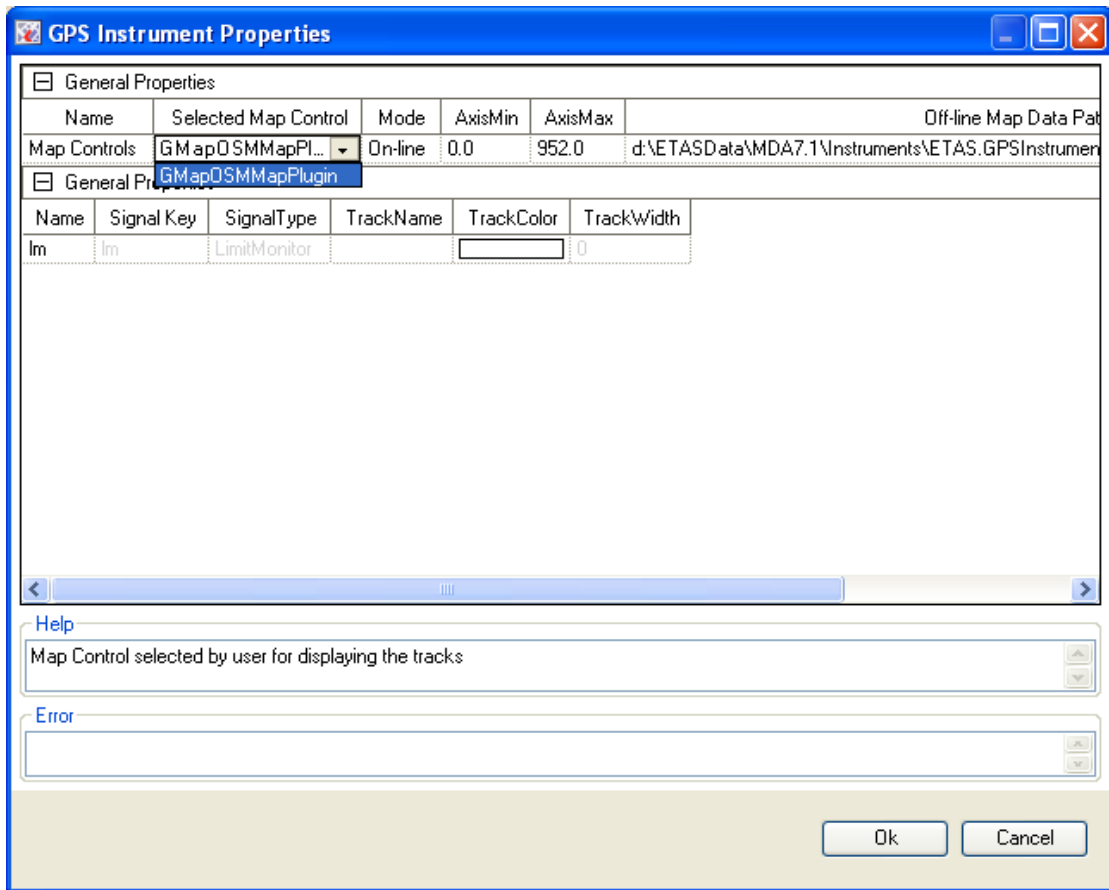 GPS Instrument Properties
General Properties
Name Selected Map Control Mode AxisMin AxisMax Off-line Map Data Pat
Map Controls GMapOSMMapPl... On-line 0.0 952.0 d:\ETASData\MDA7.1\Instruments\ETAS.GPSInstrumen
GMapOSMMapPlugin
General Properties
Name Signal Key SignalType TrackName TrackColor TrackWidth
lm lm LimitMonitor 0
Help
Map Control selected by user for displaying the tracks
Error
Ok Cancel